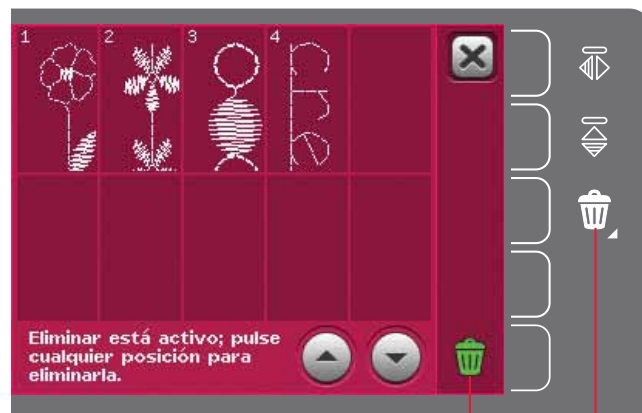 1 2 3 4
Eliminar está activo; pulse
cualquier posición para
eliminarla.